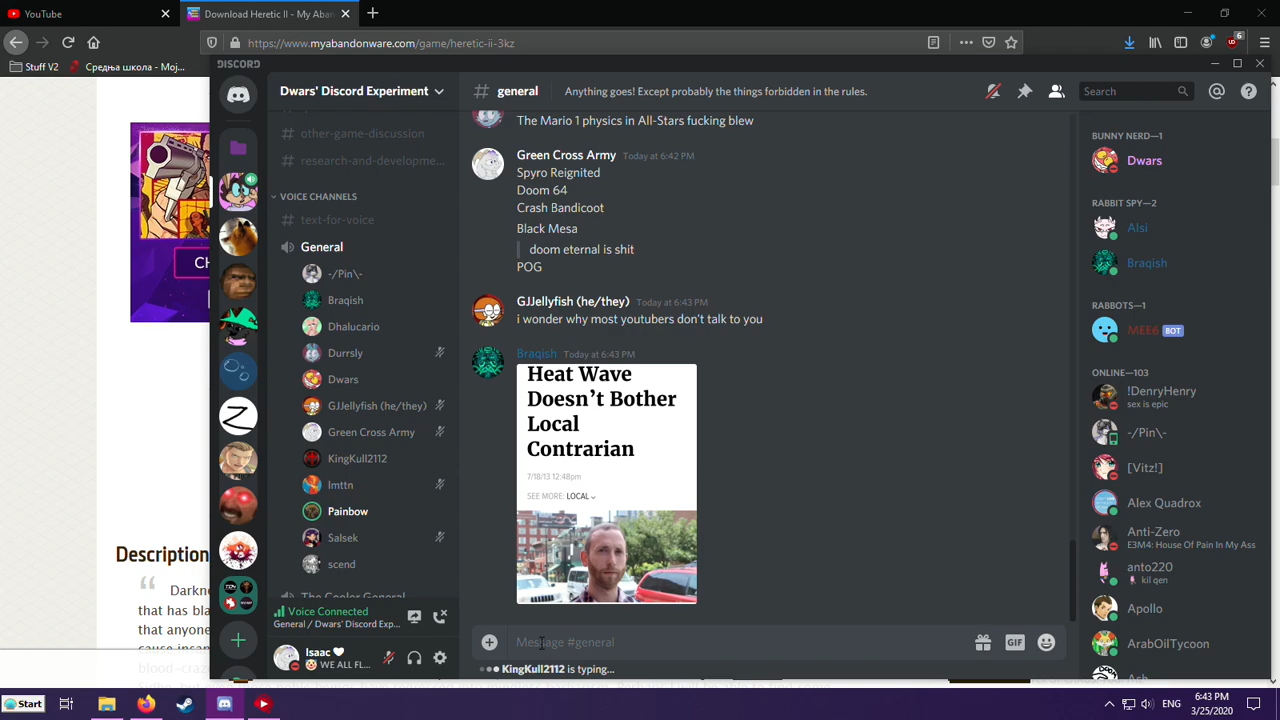 YouTube
Download Heretic II - My Aban
https://www.myabandonware.com/game/heretic-ii-3kz
6
Stuff V2
Средња школа - Мој...
DISCORD
Dwars' Discord Experiment
other-game-discussion
research-and-developme...
VOICE CHANNELS
text-for-voice
General
-/Pin\-
Braqish
Dhalucario
Durrsly
Dwars
GJJellyfish (he/they)
Green Cross Army
KingKull2112
lmttn
Painbow
Salsek
scend
The Cooler General
Voice Connected
General / Dwars' Discord Exp...
Isaac
WE ALL FL...
# general
Anything goes! Except probably the things forbidden in the rules.
Search
The Mario 1 physics in All-Stars fucking blew
Green Cross Army Today at 6:42 PM
Spyro Reignited
Doom 64
Crash Bandicoot
Black Mesa
doom eternal is shit
POG
GJJellyfish (he/they) Today at 6:43 PM
i wonder why most youtubers don't talk to you
Braqish Today at 6:43 PM
Heat Wave
Doesn't Bother
Local
Contrarian
7/18/13 12:48pm
SEE MORE: LOCAL
Message #general
GIF
KingKull2112 is typing...
BUNNY NERD—1
Dwars
RABBIT SPY—2
Alsi
Braqish
RABBOTS—1
MEE6 BOT
ONLINE—103
!DenryHenry
sex is epic
-/Pin\-
[Vitz!]
Alex Quadrox
Anti-Zero
E3M4: House Of Pain In My Ass
anto220
kil qen
Apollo
ArabOilTycoon
Ash
CH
Description
Darkn
that has bla
that anyone
cause insan
blood-craz
Start
ENG
6:43 PM
3/25/2020